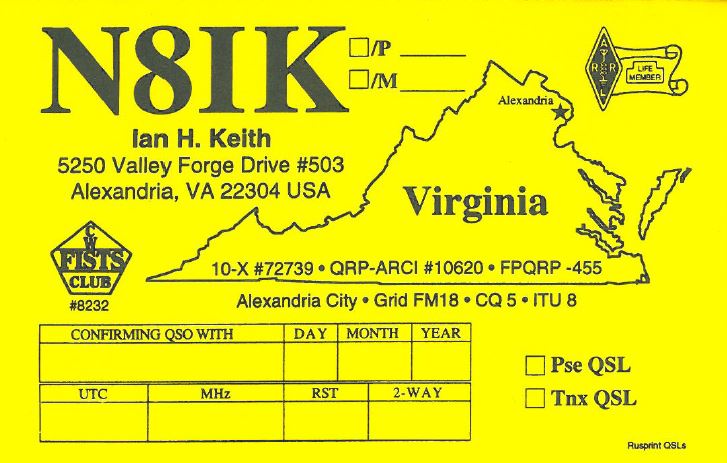 N8IK
/P
/M
ARRL
LIFE
MEMBER
Alexandria
Ian H. Keith
5250 Valley Forge Drive #503
Alexandria, VA 22304 USA
Virginia
CW
FISTS
CLUB
#8232
10-X #72739 • QRP-ARCI #10620 • FPQRP -455
Alexandria City • Grid FM18 • CQ 5 • ITU 8
CONFIRMING QSO WITH DAY MONTH YEAR
UTC MHz RST 2-WAY
Pse QSL
Tnx QSL
Rusprint QSLs